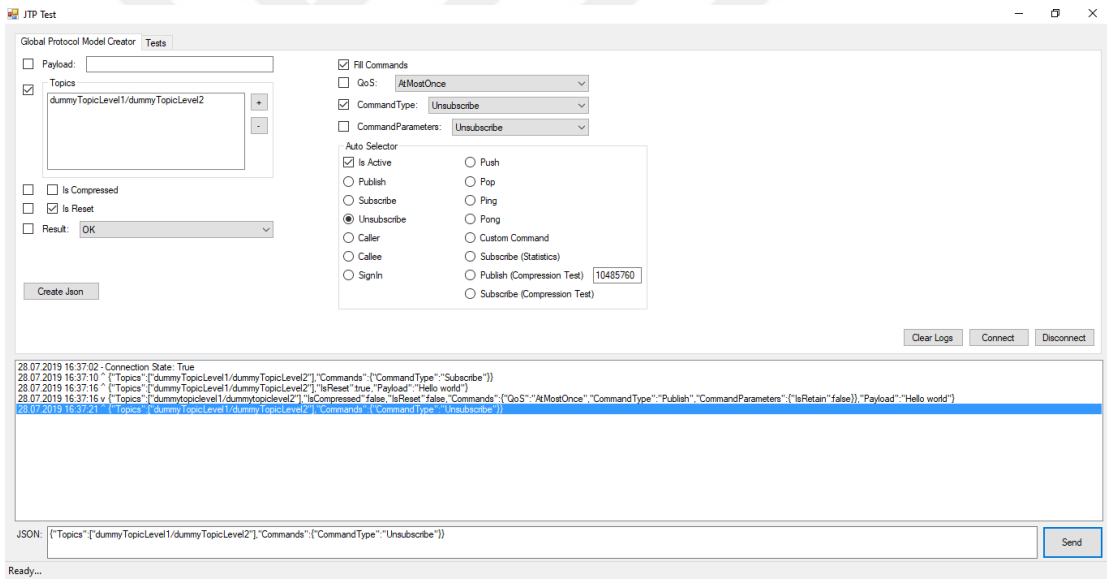 JTP Test
Global Protocol Model Creator Tests
Payload:
Topics
dummyTopicLevel1/dummyTopicLevel2
+
-
Is Compressed
Is Reset
Result: OK
Create Json
Fill Commands
QoS: AtMostOnce
CommandType: Unsubscribe
CommandParameters: Unsubscribe
Auto Selector
Is Active Push
Publish Pop
Subscribe Ping
Unsubscribe Pong
Caller Custom Command
Callee Subscribe (Statistics)
SignIn Publish (Compression Test) 10485760
Subscribe (Compression Test)
Clear Logs Connect Disconnect
28.07.2019 16:37:02 - Connection State: True
28.07.2019 16:37:10 ^ {"Topics":["dummyTopicLevel1/dummyTopicLevel2"],"Commands":{"CommandType":"Subscribe"}}
28.07.2019 16:37:16 ^ {"Topics":["dummyTopicLevel1/dummyTopicLevel2"],"IsReset":true,"Payload":"Hello world"}
28.07.2019 16:37:16 v {"Topics":["dummytopiclevel1/dummytopiclevel2"],"IsCompressed":false,"IsReset":false,"Commands":{"QoS":"AtMostOnce","CommandType":"Publish","CommandParameters":{"IsRetain":false}},"Payload":"Hello world"}
28.07.2019 16:37:21 ^ {"Topics":["dummyTopicLevel1/dummyTopicLevel2"],"Commands":{"CommandType":"Unsubscribe"}}
JSON: {"Topics":["dummyTopicLevel1/dummyTopicLevel2"],"Commands":{"CommandType":"Unsubscribe"}}
Send
Ready...